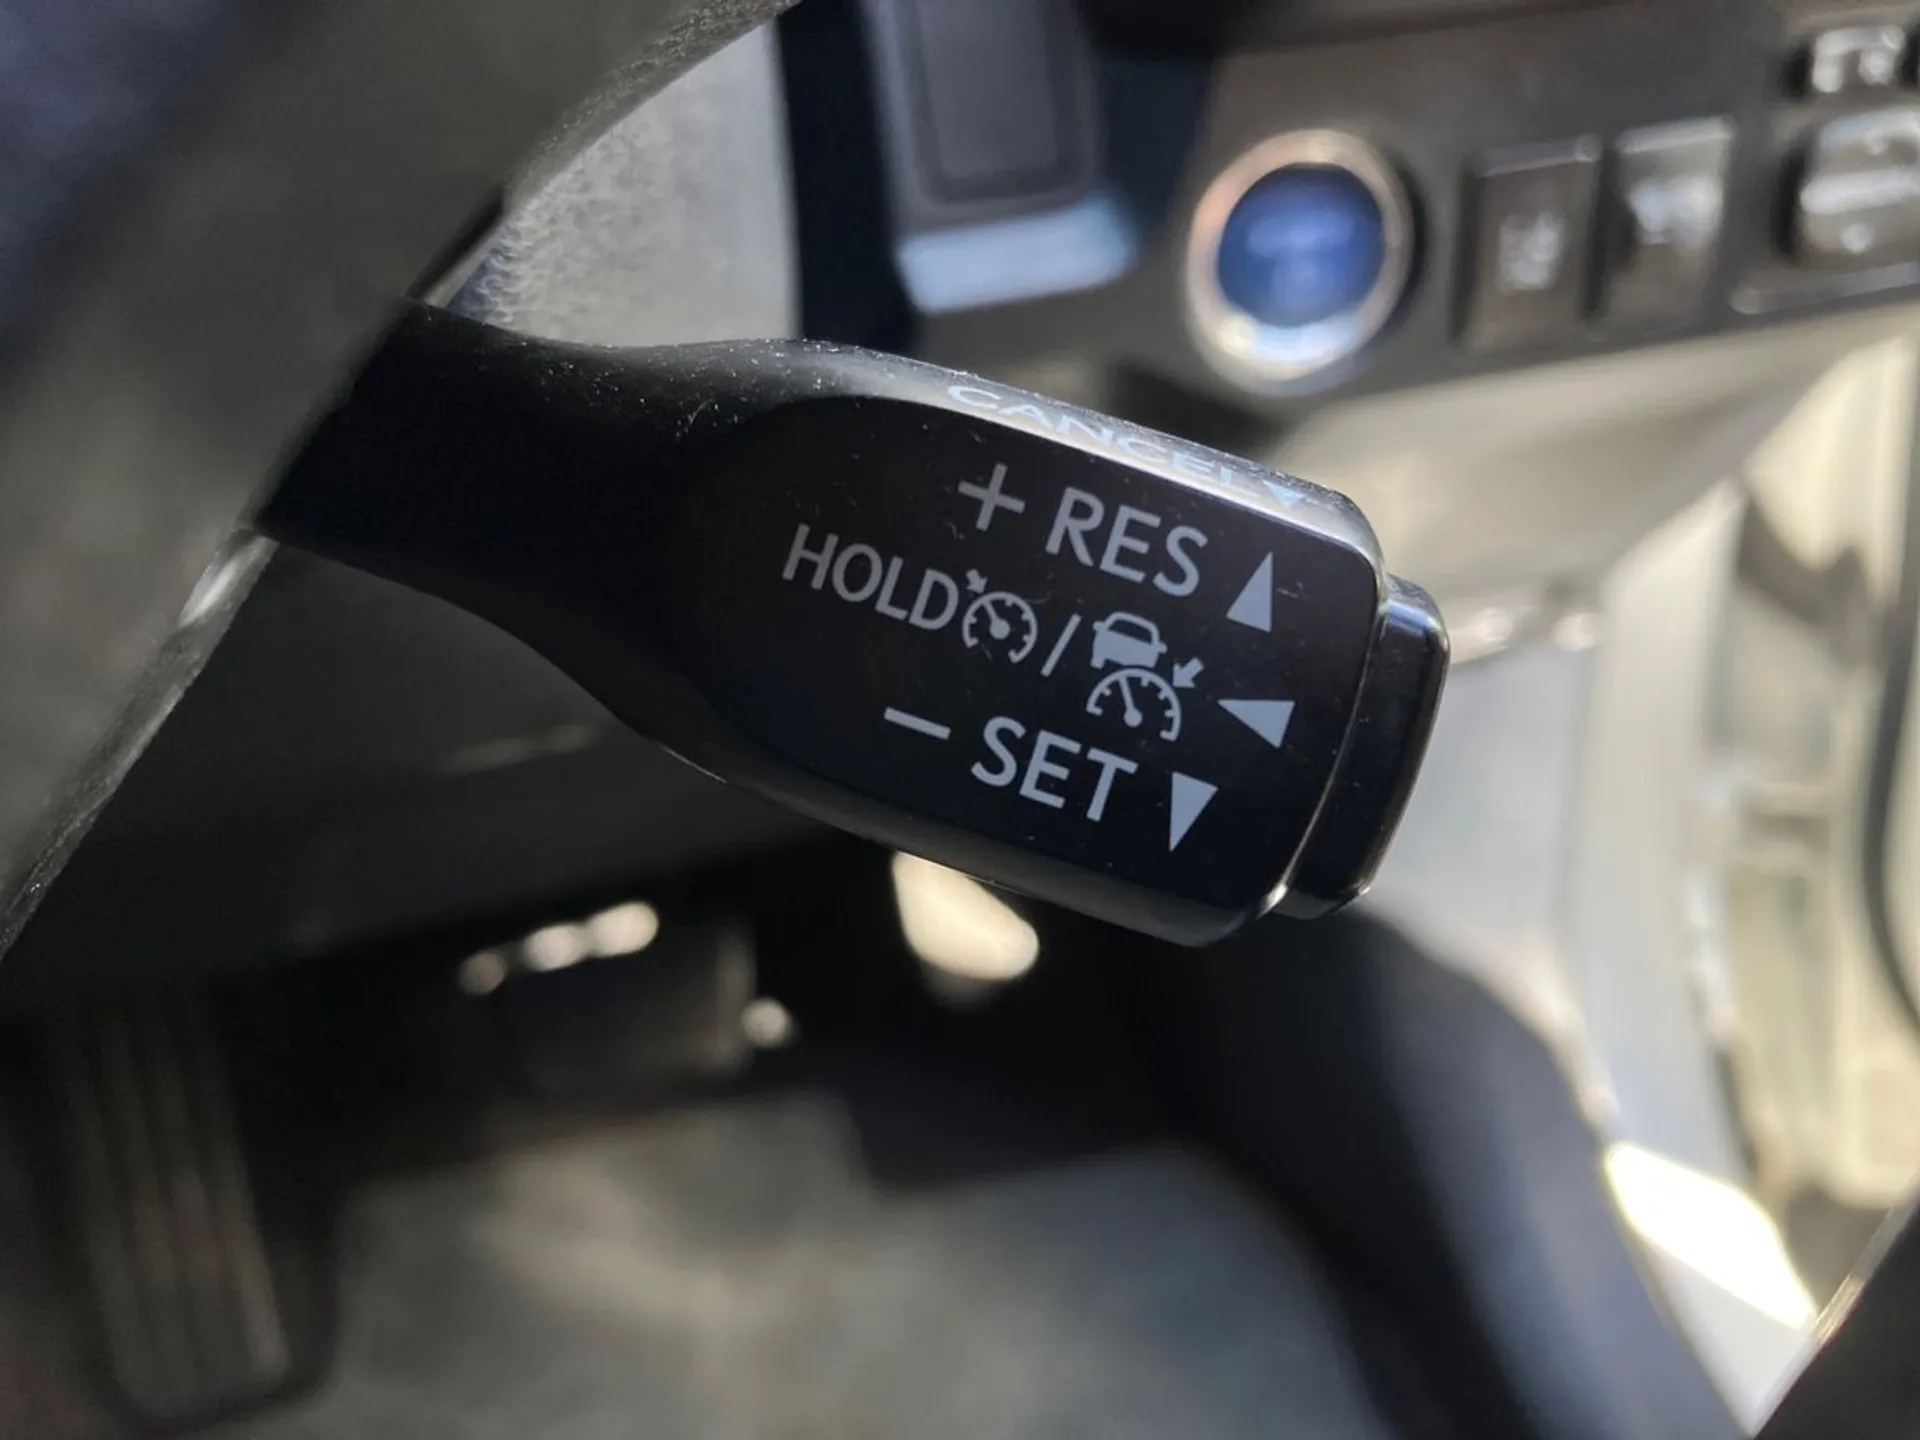 CANCEL
+ RES
HOLD /
− SET